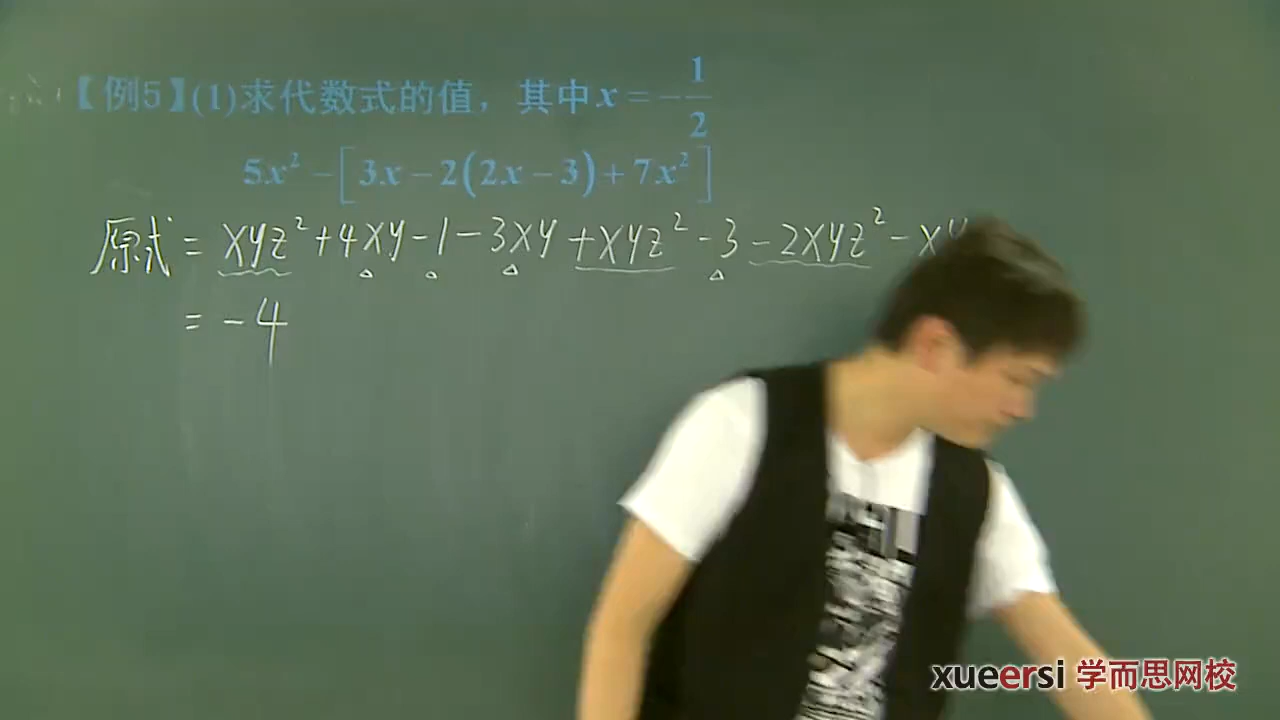 【例5】(1)求代数式的值，其中x=-1/2
5x²-[3x-2(2x-3)+7x²]
原式=xyz²+4xy-1-3xy+xyz²-3-2xyz²-xy
=-4
xueersi 学而思网校